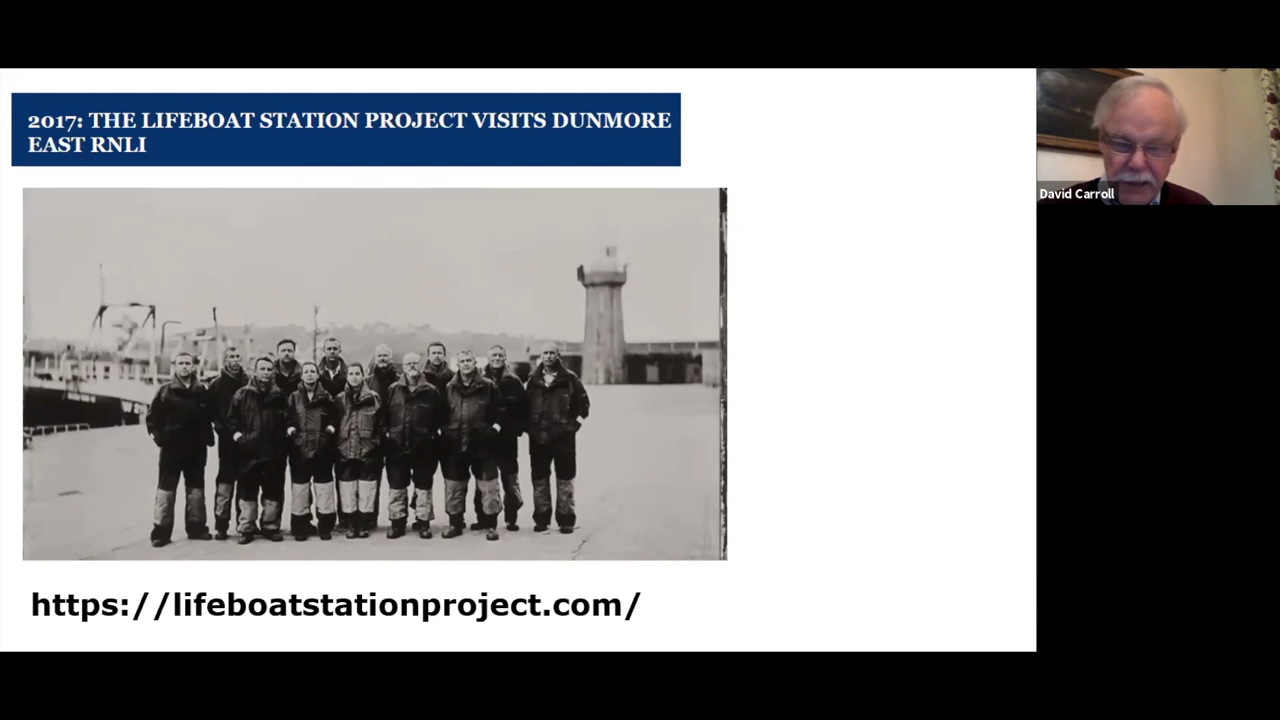 2017: THE LIFEBOAT STATION PROJECT VISITS DUNMORE
EAST RNLI
David Carroll
https://lifeboatstationproject.com/